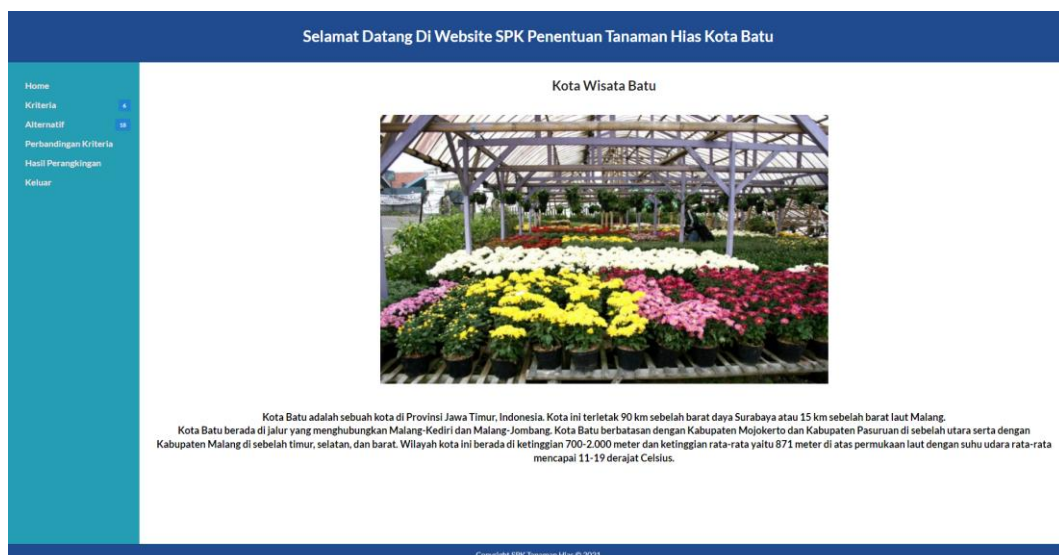 Selamat Datang Di Website SPK Penentuan Tanaman Hias Kota Batu
Home
Kriteria 6
Alternatif
Perbandingan Kriteria
Hasil Perangkingan
Keluar
Kota Wisata Batu
Kota Batu adalah sebuah kota di Provinsi Jawa Timur, Indonesia. Kota ini terletak 90 km sebelah barat daya Surabaya atau 15 km sebelah barat laut Malang.
Kota Batu berada di jalur yang menghubungkan Malang-Kediri dan Malang-Jombang. Kota Batu berbatasan dengan Kabupaten Mojokerto dan Kabupaten Pasuruan di sebelah utara serta dengan
Kabupaten Malang di sebelah timur, selatan, dan barat. Wilayah kota ini berada di ketinggian 700-2.000 meter dan ketinggian rata-rata yaitu 871 meter di atas permukaan laut dengan suhu udara rata-rata
mencapai 11-19 derajat Celsius.
Copyright SPK Tanaman Hias © 2021